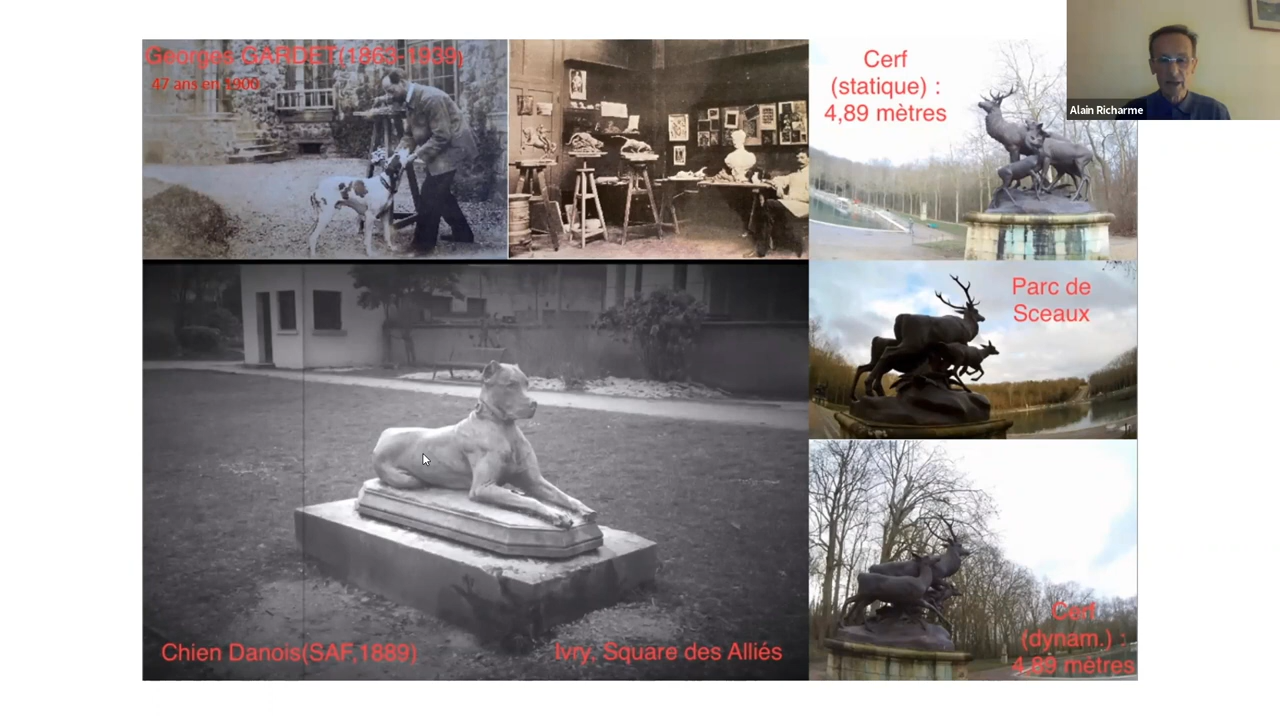 Georges GARDET(1863-1939)
47 ans en 1900
Cerf
(statique) :
4,89 mètres
Alain Richarme
Parc de
Sceaux
Chien Danois(SAF,1889)
Ivry, Square des Alliés
Cerf
(dynam.) :
4,89 mètres